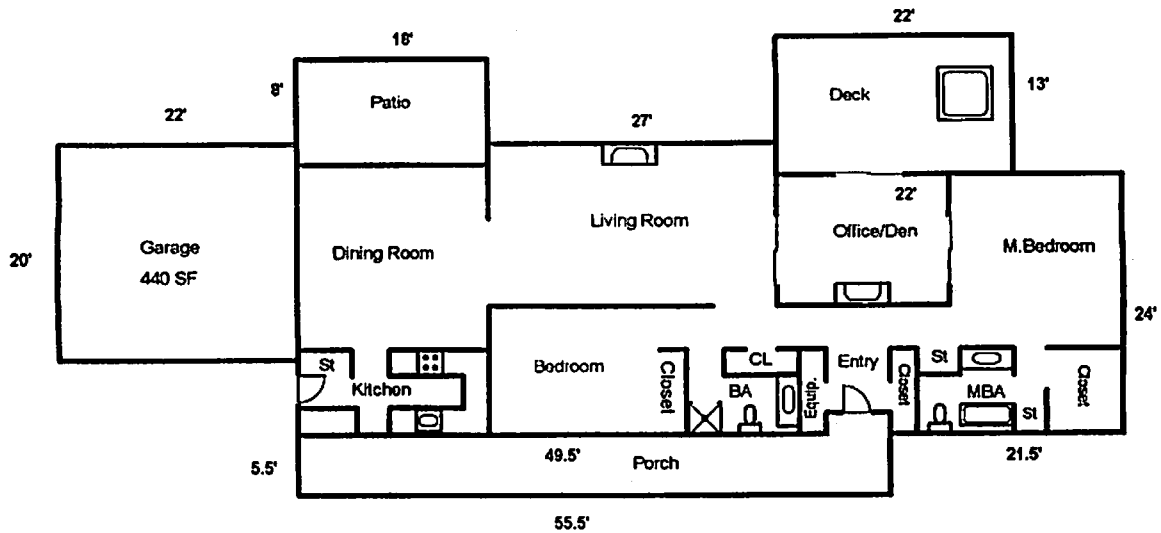 22'
18'
8'
Patio
Deck
13'
22'
27'
22'
Living Room
Office/Den
M.Bedroom
Garage
440 SF
Dining Room
20'
24'
St
Kitchen
Bedroom
Closet
CL
BA
Equip.
Entry
Closet
St
MBA
St
Closet
5.5'
49.5'
Porch
21.5'
55.5'